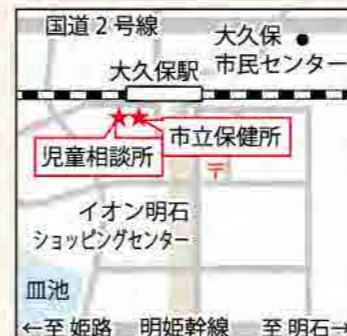 国道2号線
大久保
市民センター
大久保駅
児童相談所
市立保健所
〒
イオン明石
ショッピングセンター
皿池
←至 姫路 明姫幹線 至 明石→